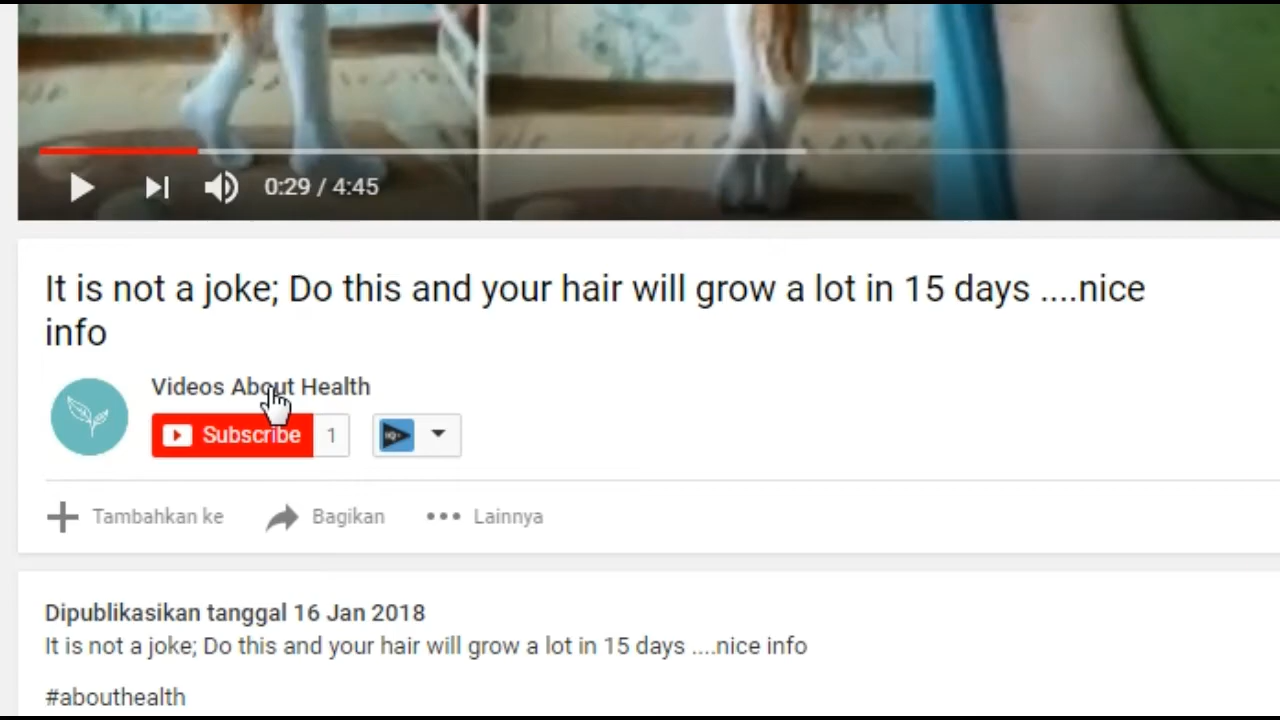 0:29 / 4:45
It is not a joke; Do this and your hair will grow a lot in 15 days ....nice
info
Videos About Health
Subscribe 1
Tambahkan ke Bagikan Lainnya
Dipublikasikan tanggal 16 Jan 2018
It is not a joke; Do this and your hair will grow a lot in 15 days ....nice info
#abouthealth